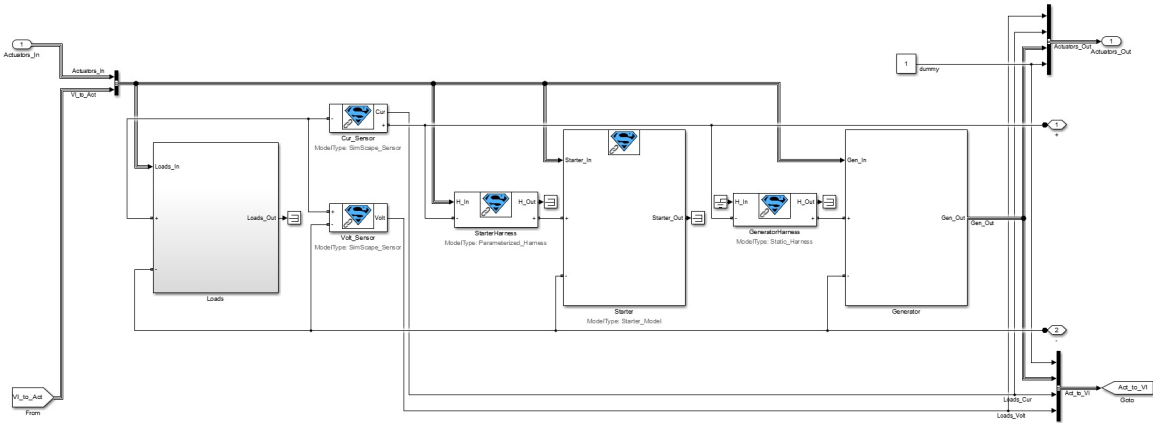 1
Actuators_In
Actuators_In
VI_to_Act
1
dummy
Actuators_Out
1
Actuators_Out
Cur
-
+
Cur_Sensor
ModelType: SimScape_Sensor
1
+
Loads_In
+
-
Loads_Out
Loads
+
-
Volt
Volt_Sensor
ModelType: SimScape_Sensor
H_In
H_Out
-
+
StarterHarness
ModelType: Parameterized_Harness
Starter_In
+
-
Starter_Out
Starter
ModelType: Starter_Model
H_In
H_Out
-
+
GeneratorHarness
ModelType: Static_Harness
Gen_In
+
-
Gen_Out
Gen_Out
Generator
2
-
VI_to_Act
From
Loads_Cur
Loads_Volt
Act_to_VI
Act_to_VI
Goto